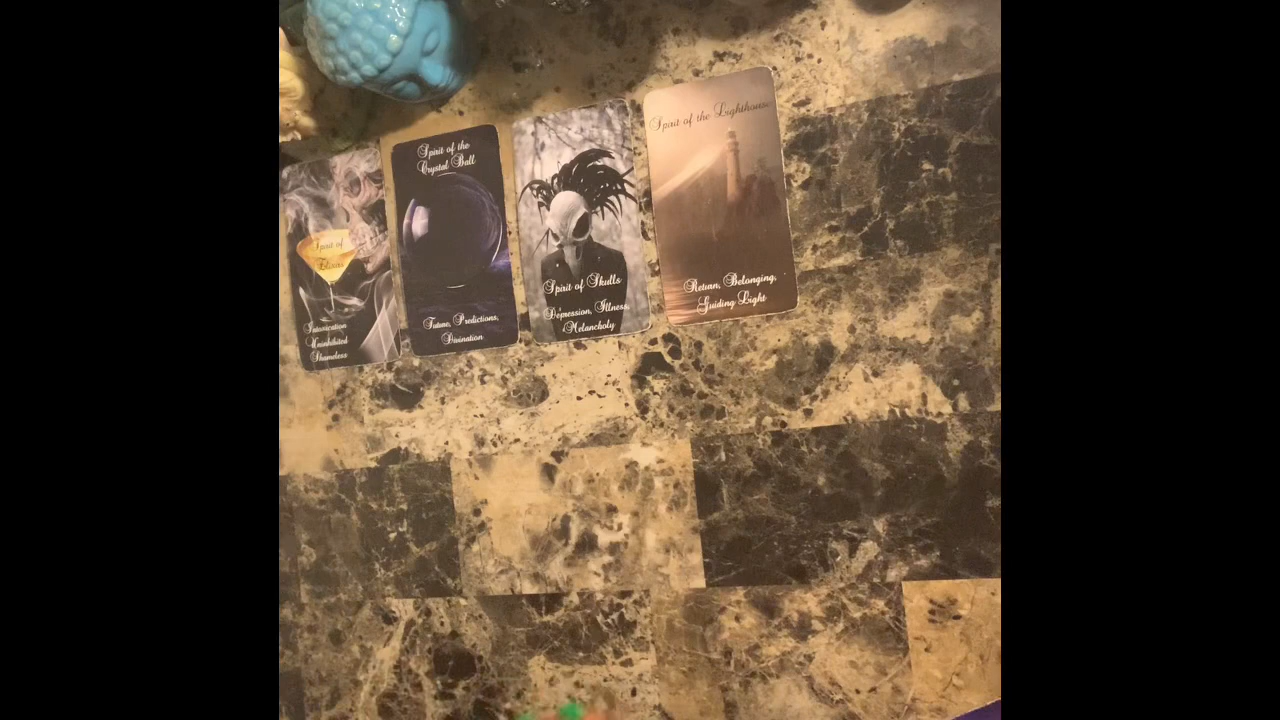 Spirit of
Elixirs
Intoxication
Uninhibited
Shameless
Spirit of the
Crystal Ball
Future, Predictions,
Divination
Spirit of Skulls
Depression, Illness,
Melancholy
Spirit of the Lighthouse
Return, Belonging,
Guiding Light